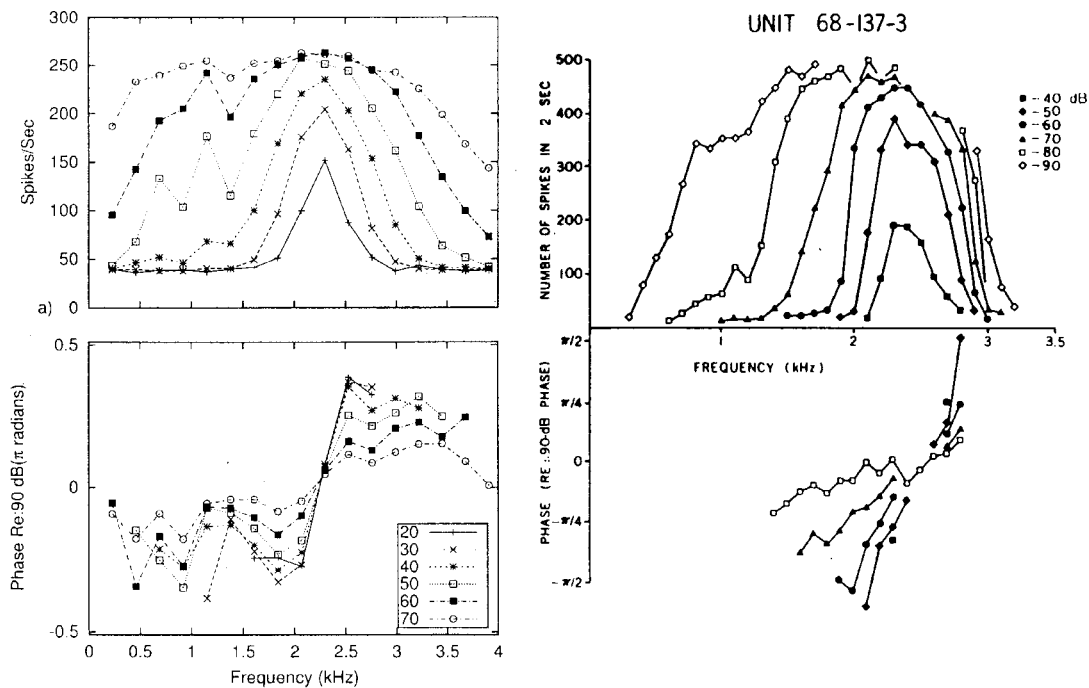 300
250
200
150
100
50
0
Spikes/Sec
a)
0.5
0
-0.5
Phase Re:90 dB(π radians).
20
30
40
50
60
70
0 0.5 1 1.5 2 2.5 3 3.5 4
Frequency (kHz)
UNIT 68-137-3
500
400
300
200
100
NUMBER OF SPIKES IN 2 SEC
-40 dB
-50
-60
-70
-80
-90
1 2 3 3.5
FREQUENCY (kHz)
π/2
π/4
0
-π/4
-π/2
PHASE (RE:.90-dB PHASE)